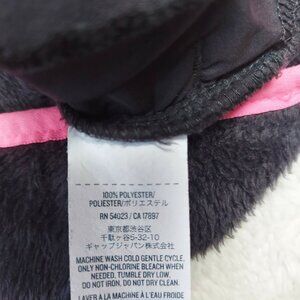 100% POLYESTER/
POLIESTER/ポリエステル
RN 54023/CA 17897
東京都渋谷区
千駄ヶ谷5-32-10
ギャップジャパン株式会社
MACHINE WASH COLD GENTLE CYCLE.
ONLY NON-CHLORINE BLEACH WHEN
NEEDED. TUMBLE DRY LOW.
DO NOT IRON. DO NOT DRY CLEAN.
LAVER À LA MACHINE À L'EAU FROIDE